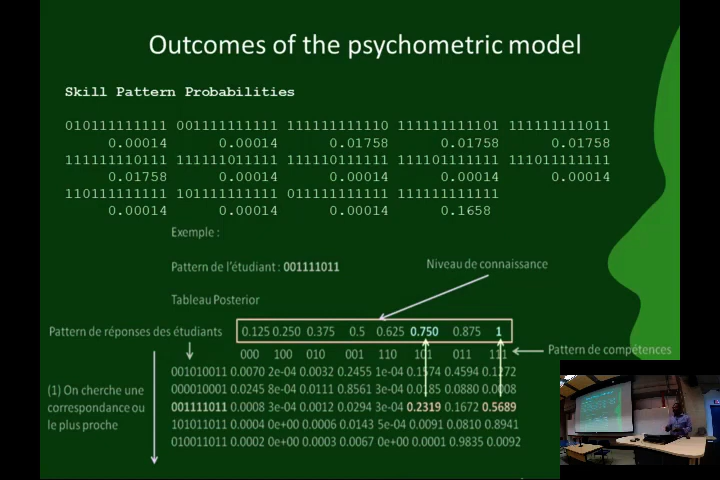 Outcomes of the psychometric model
Skill Pattern Probabilities
010111111111 001111111111 111111111110 111111111101 111111111011
0.00014 0.00014 0.01758 0.01758 0.01758
111111110111 111111011111 111110111111 111101111111 111011111111
0.01758 0.00014 0.00014 0.00014 0.00014
110111111111 101111111111 011111111111 111111111111
0.00014 0.00014 0.00014 0.1658
Exemple :
Pattern de l'étudiant : 001111011
Niveau de connaissance
Tableau Posterior
Pattern de réponses des étudiants 0.125 0.250 0.375 0.5 0.625 0.750 0.875 1
000 100 010 001 110 101 011 111 Pattern de compétences
001010011 0.0070 2e-04 0.0032 0.2455 1e-04 0.1574 0.4594 0.1272
000010001 0.0245 8e-04 0.0111 0.8561 3e-04 0.0185 0.0880 0.0008
001111011 0.0008 3e-04 0.0012 0.0294 3e-04 0.2319 0.1672 0.5689
101011011 0.0004 0e+00 0.0006 0.0143 5e-04 0.0091 0.0810 0.8941
010011011 0.0002 0e+00 0.0003 0.0067 0e+00 0.0001 0.9835 0.0092
(1) On cherche une
correspondance ou
le plus proche